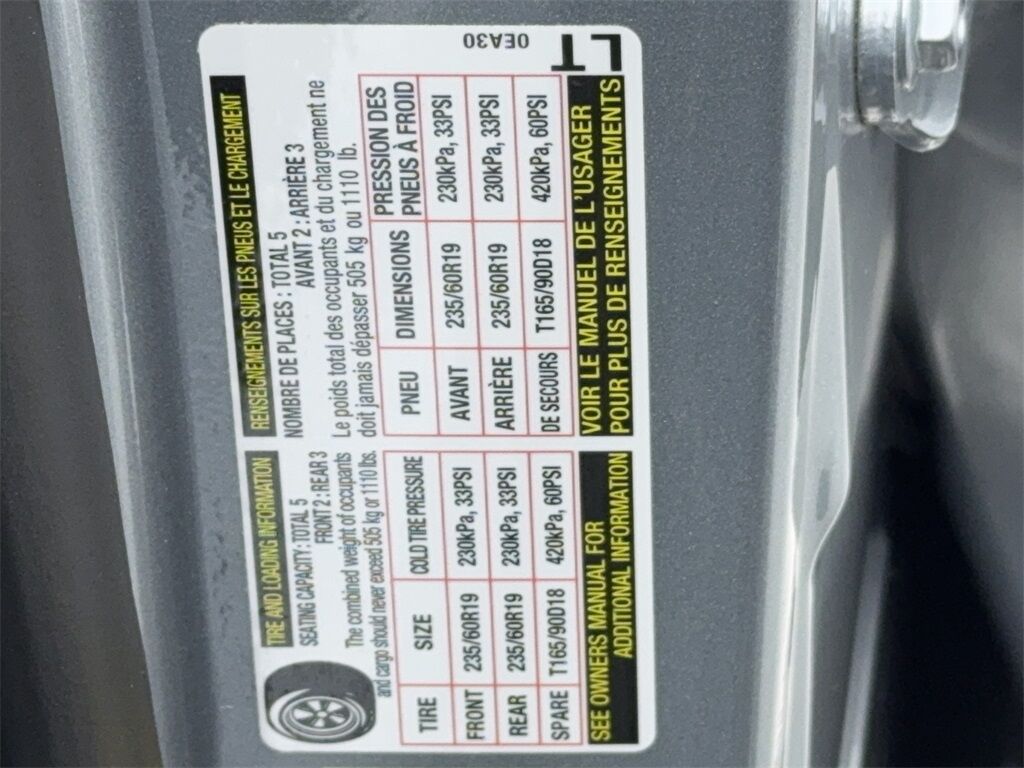 TIRE AND LOADING INFORMATION
SEATING CAPACITY: TOTAL 5
FRONT 2 : REAR 3
The combined weight of occupants
and cargo should never exceed 505 kg or 1110 lbs.
TIRE SIZE COLD TIRE PRESSURE
FRONT 235/60R19 230kPa, 33PSI
REAR 235/60R19 230kPa, 33PSI
SPARE T165/90D18 420kPa, 60PSI
SEE OWNERS MANUAL FOR
ADDITIONAL INFORMATION
RENSEIGNEMENTS SUR LES PNEUS ET LE CHARGEMENT
NOMBRE DE PLACES : TOTAL 5
AVANT 2 : ARRIÈRE 3
Le poids total des occupants et du chargement ne
doit jamais dépasser 505 kg ou 1110 lb.
PNEU DIMENSIONS PRESSION DES
PNEUS À FROID
AVANT 235/60R19 230kPa, 33PSI
ARRIÈRE 235/60R19 230kPa, 33PSI
DE SECOURS T165/90D18 420kPa, 60PSI
VOIR LE MANUEL DE L'USAGER
POUR PLUS DE RENSEIGNEMENTS
0EA30